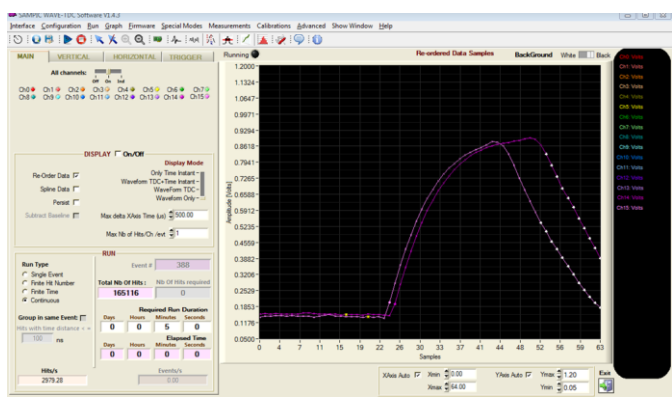 SAMPIC WAVE-TDC Software V1.4.3
Interface Configuration Run Graph Firmware Special Modes Measurements Calibrations Advanced Show Window Help
MAIN VERTICAL HORIZONTAL TRIGGER
All channels:
Off On Ind
Ch0 Ch1 Ch2 Ch3 Ch4 Ch5 Ch6 Ch7
Ch8 Ch9 Ch10 Ch11 Ch12 Ch13 Ch14 Ch15
DISPLAY On/Off
Display Mode
Only Time Instant
Waveform TDC+Time Instant
WaveForm TDC
Waveform Only
Re-Order Data
Spline Data
Persist
Subtract Baseline
Max delta XAxis Time (µs) 500.00
Max Nb of Hits/Ch /evt 1
RUN
Run Type
Single Event
Finite Hit Number
Finite Time
Continuous
Event # 388
Total Nb Of Hits: Nb Of Hits required
165116 0
Required Run Duration
Days Hours Minutes Seconds
0 0 5 0
Elapsed Time
Days Hours Minutes Seconds
0 0 0 0
Group in same Event:
Hits with time distance < =
100 ns
Hits/s
2979.20
Events/s
0.00
Running
Re-ordered Data Samples
BackGround White Black
Amplitude [Volts]
1.2000
1.1324
1.0647
0.9971
0.9294
0.8618
0.7941
0.7265
0.6588
0.5912
0.5235
0.4559
0.3882
0.3206
0.2529
0.1853
0.1176
0.0500
0 4 8 11 15 19 22 26 30 33 37 41 44 48 52 56 60 63
Samples
Ch0 Volts
Ch1 Volts
Ch2 Volts
Ch3 Volts
Ch4 Volts
Ch5 Volts
Ch6 Volts
Ch7 Volts
Ch8 Volts
Ch9 Volts
Ch10 Volts
Ch11 Volts
Ch12 Volts
Ch13 Volts
Ch14 Volts
Ch15 Volts
XAxis Auto Xmin 0.00 YAxis Auto Ymax 1.20
Xmax 64.00 Ymin 0.05
Exit